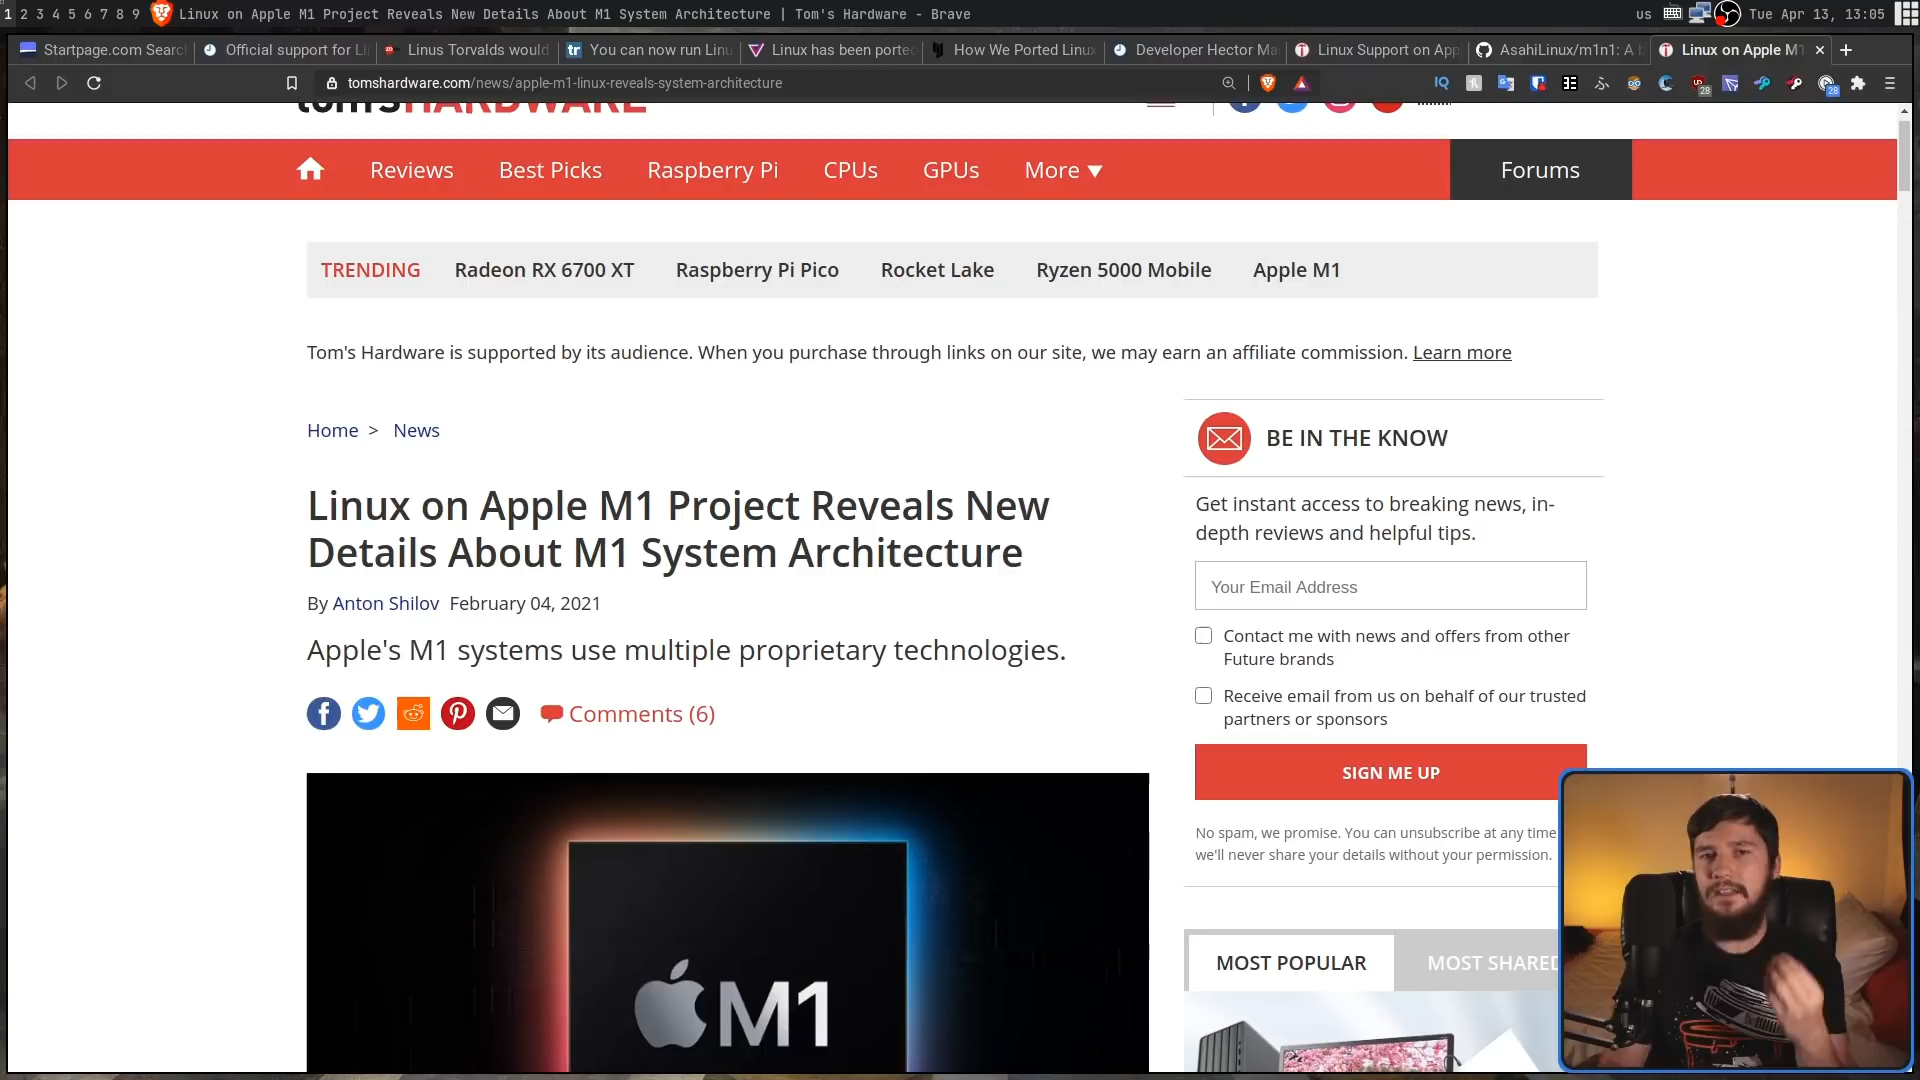 1 2 3 4 5 6 7 8 9 Linux on Apple M1 Project Reveals New Details About M1 System Architecture | Tom's Hardware - Brave us Tue Apr 13, 13:05
Startpage.com Searc Official support for Li Linus Torvalds would You can now run Linu Linux has been porte How We Ported Linux Developer Hector Ma Linux Support on App AsahiLinux/m1n1: A Linux on Apple M1
tomshardware.com/news/apple-m1-linux-reveals-system-architecture IQ 28 28
tom's HARDWARE
Reviews Best Picks Raspberry Pi CPUs GPUs More Forums
TRENDING Radeon RX 6700 XT Raspberry Pi Pico Rocket Lake Ryzen 5000 Mobile Apple M1
Tom's Hardware is supported by its audience. When you purchase through links on our site, we may earn an affiliate commission. Learn more
Home > News
Linux on Apple M1 Project Reveals New
Details About M1 System Architecture
By Anton Shilov February 04, 2021
Apple's M1 systems use multiple proprietary technologies.
Comments (6)
M1
BE IN THE KNOW
Get instant access to breaking news, in-
depth reviews and helpful tips.
Your Email Address
Contact me with news and offers from other
Future brands
Receive email from us on behalf of our trusted
partners or sponsors
SIGN ME UP
No spam, we promise. You can unsubscribe at any time
we'll never share your details without your permission.
MOST POPULAR MOST SHARED